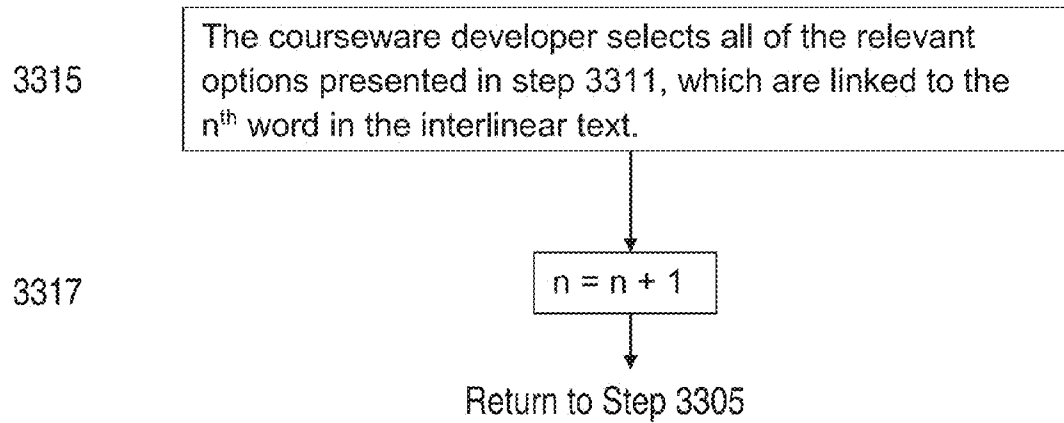 3315
The courseware developer selects all of the relevant
options presented in step 3311, which are linked to the
nth word in the interlinear text.
3317
n = n + 1
Return to Step 3305